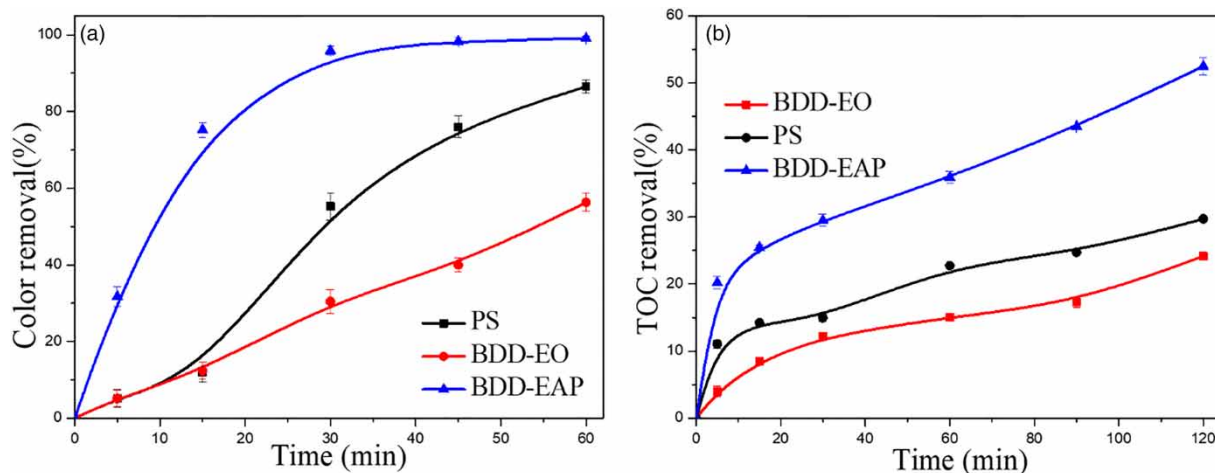 (a)
100
80
60
40
20
0
Color removal(%)
PS
BDD-EO
BDD-EAP
0 10 20 30 40 50 60
Time (min)
(b)
60
50
40
30
20
10
0
TOC removal(%)
BDD-EO
PS
BDD-EAP
0 20 40 60 80 100 120
Time (min)